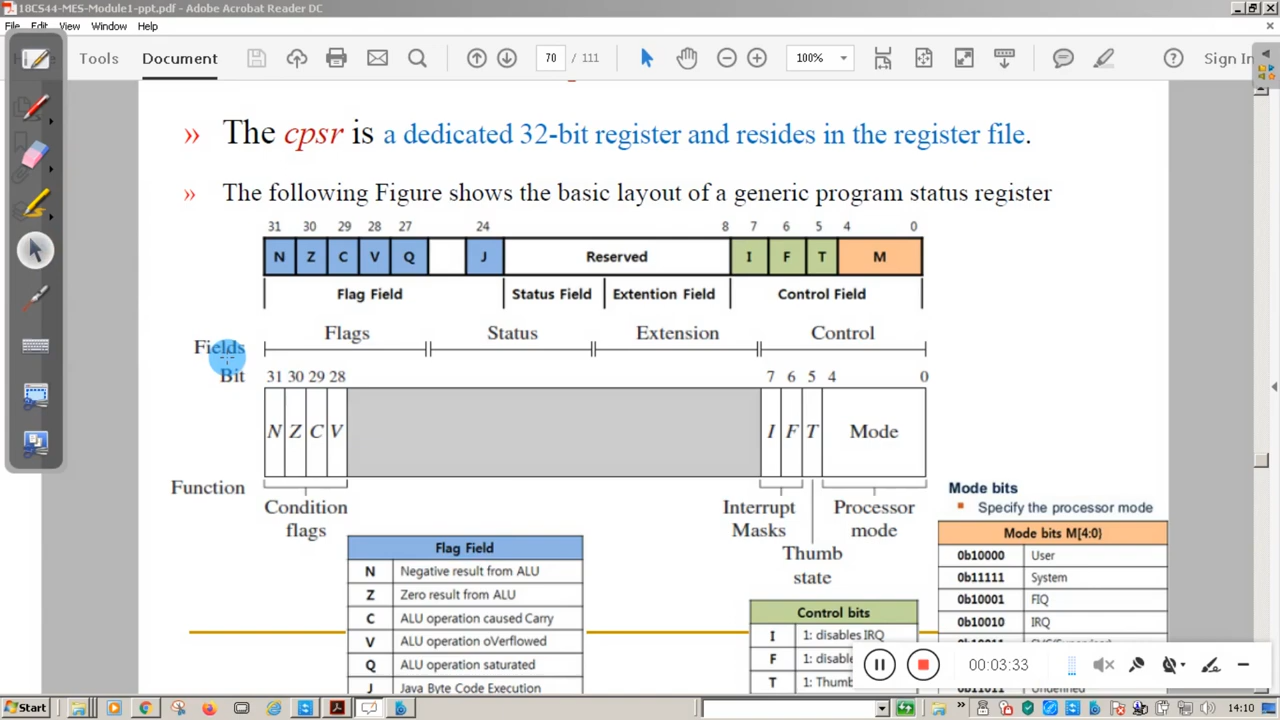 18CS44-MES-Module1-ppt.pdf - Adobe Acrobat Reader DC
File Edit View Window Help
Tools Document 70 / 111 100% Sign In
» The cpsr is a dedicated 32-bit register and resides in the register file.
» The following Figure shows the basic layout of a generic program status register
31 30 29 28 27 24 8 7 6 5 4 0
N Z C V Q J Reserved I F T M
Flag Field Status Field Extention Field Control Field
Flags Status Extension Control
Fields
Bit 31 30 29 28 7 6 5 4 0
N Z C V I F T Mode
Function
Condition
flags
Interrupt
Masks
Thumb
state
Processor
mode
Mode bits
Specify the processor mode
Mode bits M[4:0}
0b10000 User
0b11111 System
0b10001 FIQ
0b10010 IRQ
Flag Field
N Negative result from ALU
Z Zero result from ALU
C ALU operation caused Carry
V ALU operation oVerflowed
Q ALU operation saturated
J Java Byte Code Execution
Control bits
I 1: disables IRQ
F 1: disable
T 1: Thumb
00:03:33
Start
14:10